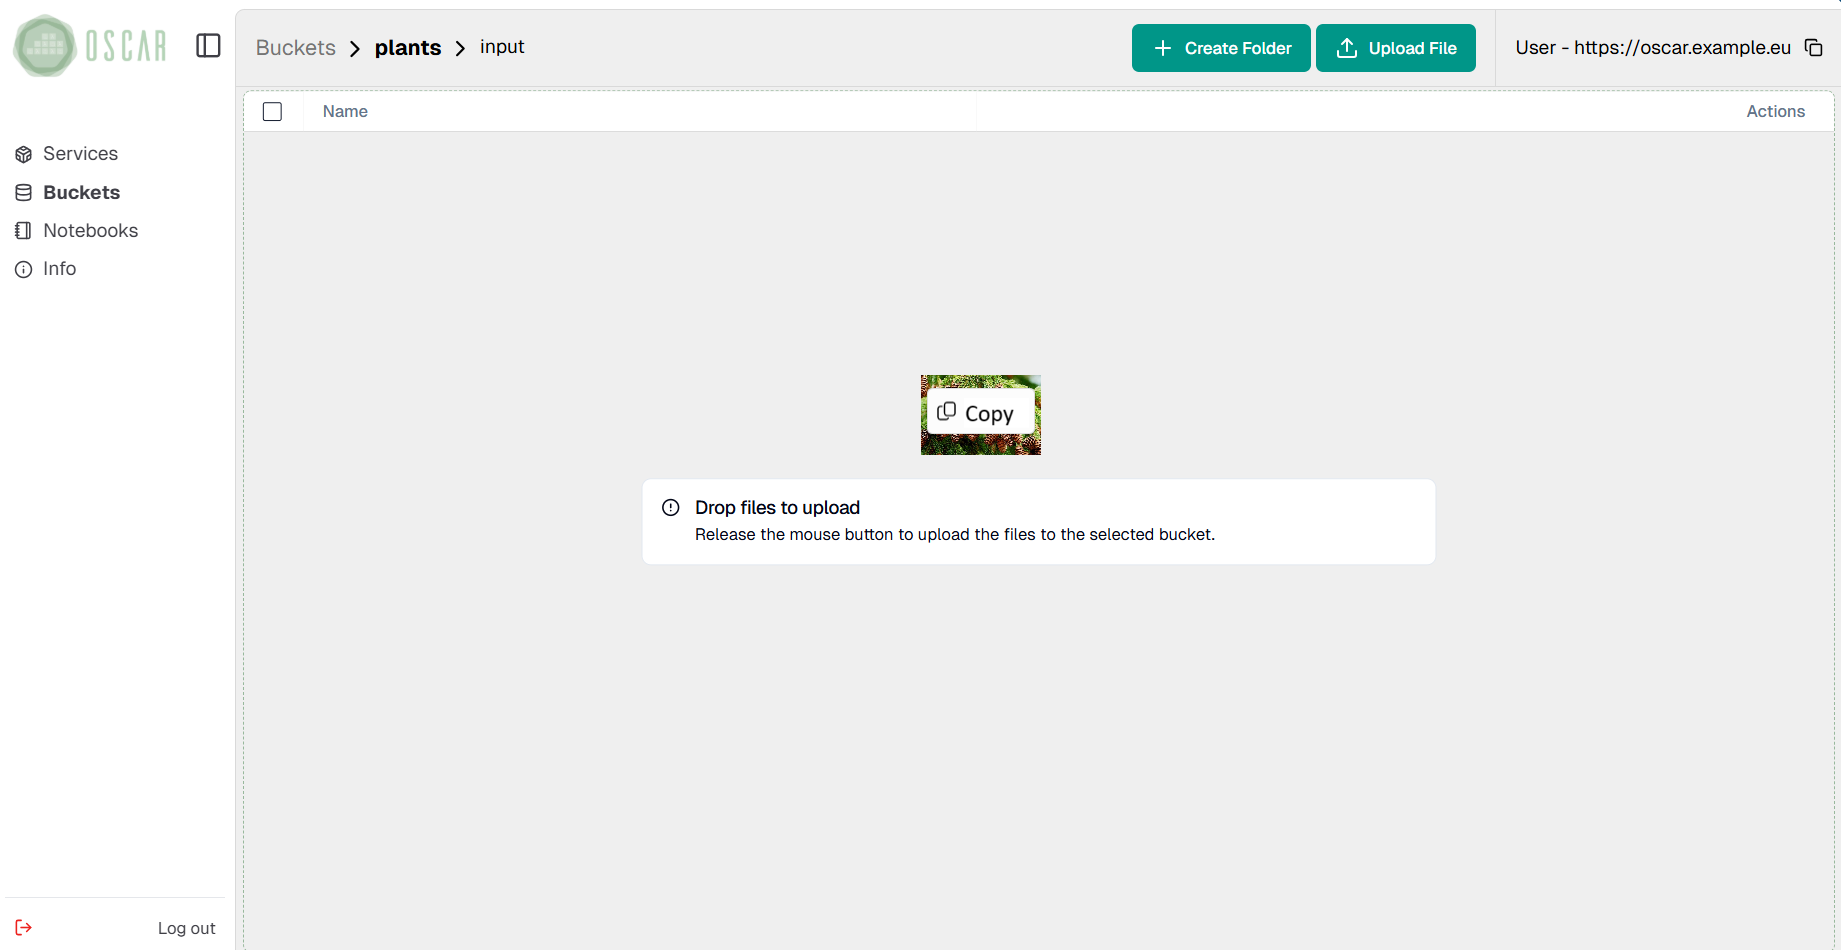 OSCAR
Buckets > plants > input
Create Folder
Upload File
User - https://oscar.example.eu
Name
Actions
Services
Buckets
Notebooks
Info
Copy
Drop files to upload
Release the mouse button to upload the files to the selected bucket.
Log out